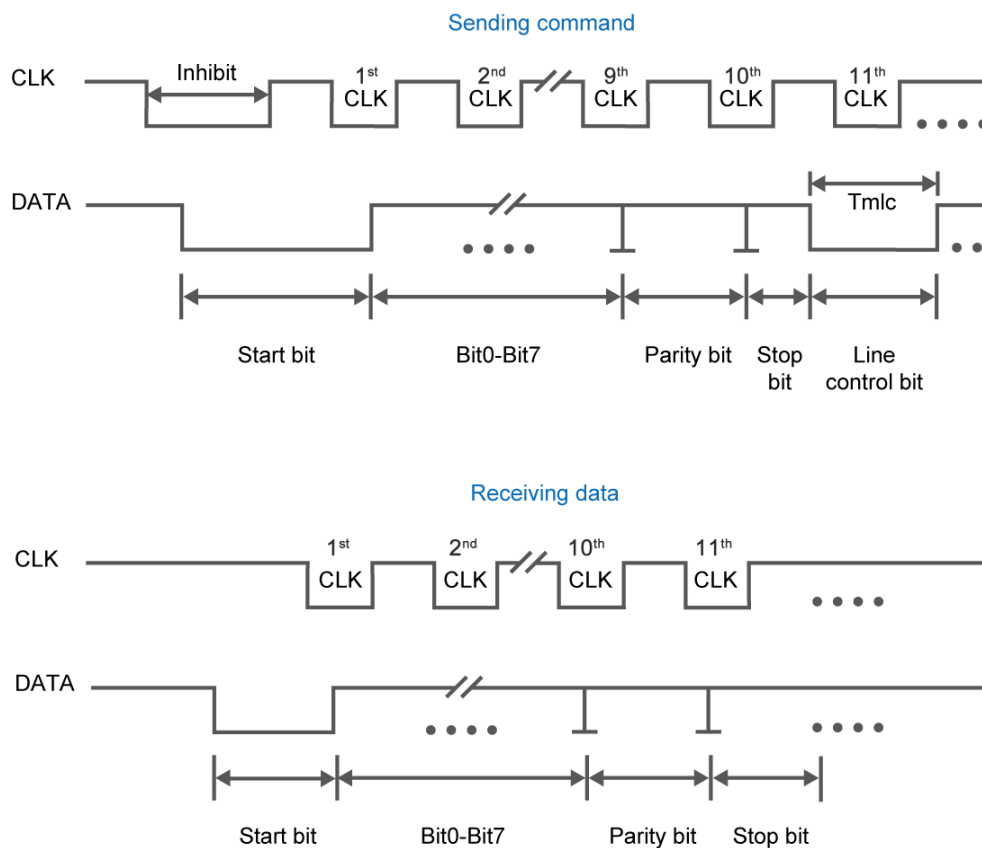 Sending command
CLK
Inhibit
1st CLK
2nd CLK
9th CLK
10th CLK
11th CLK
DATA
Tmlc
Start bit
Bit0-Bit7
Parity bit
Stop bit
Line control bit
Receiving data
CLK
1st CLK
2nd CLK
10th CLK
11th CLK
DATA
Start bit
Bit0-Bit7
Parity bit
Stop bit